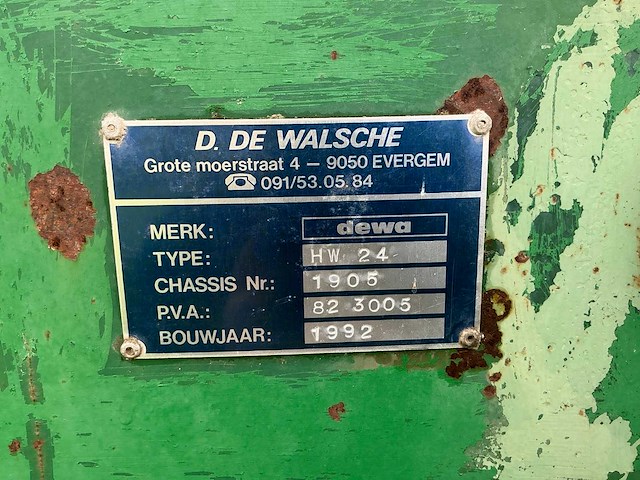 D. DE WALSCHE
Grote moerstraat 4 – 9050 EVERGEM
☎ 091/53.05.84
MERK: dewa
TYPE: HW 24
CHASSIS Nr.: 1905
P.V.A.: 82 3005
BOUWJAAR: 1992